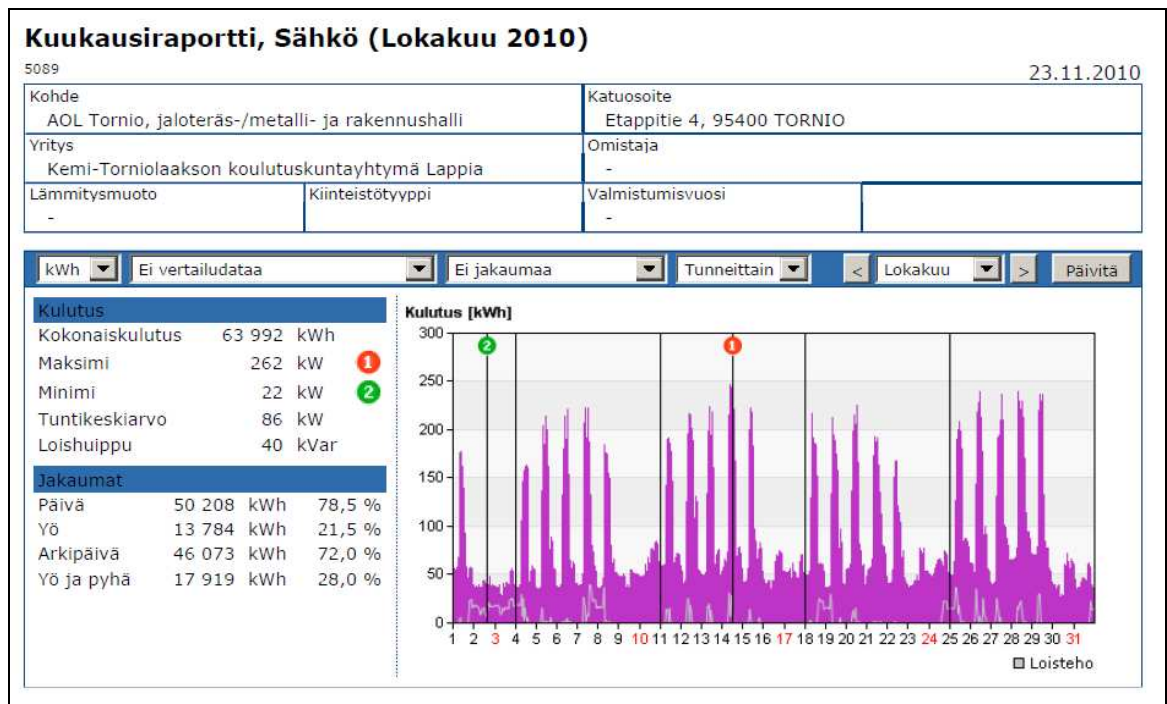 Kuukausiraportti, Sähkö (Lokakuu 2010)
5089
23.11.2010
Kohde
AOL Tornio, jaloteräs-/metalli- ja rakennushalli
Katuosoite
Etappitie 4, 95400 TORNIO
Yritys
Kemi-Torniolaakson koulutuskuntayhtymä Lappia
Omistaja
-
Lämmitysmuoto
-
Kiinteistötyyppi
Valmistumisvuosi
-
kWh Ei vertailudataa Ei jakaumaa Tunneittain < Lokakuu > Päivitä
Kulutus
Kokonaiskulutus 63 992 kWh
Maksimi 262 kW 1
Minimi 22 kW 2
Tuntikeskiarvo 86 kW
Loishuippu 40 kVar
Jakaumat
Päivä 50 208 kWh 78,5 %
Yö 13 784 kWh 21,5 %
Arkipäivä 46 073 kWh 72,0 %
Yö ja pyhä 17 919 kWh 28,0 %
Kulutus [kWh]
300
2 1
250
200
150
100
50
0
1 2 3 4 5 6 7 8 9 10 11 12 13 14 15 16 17 18 19 20 21 22 23 24 25 26 27 28 29 30 31
Loisteho